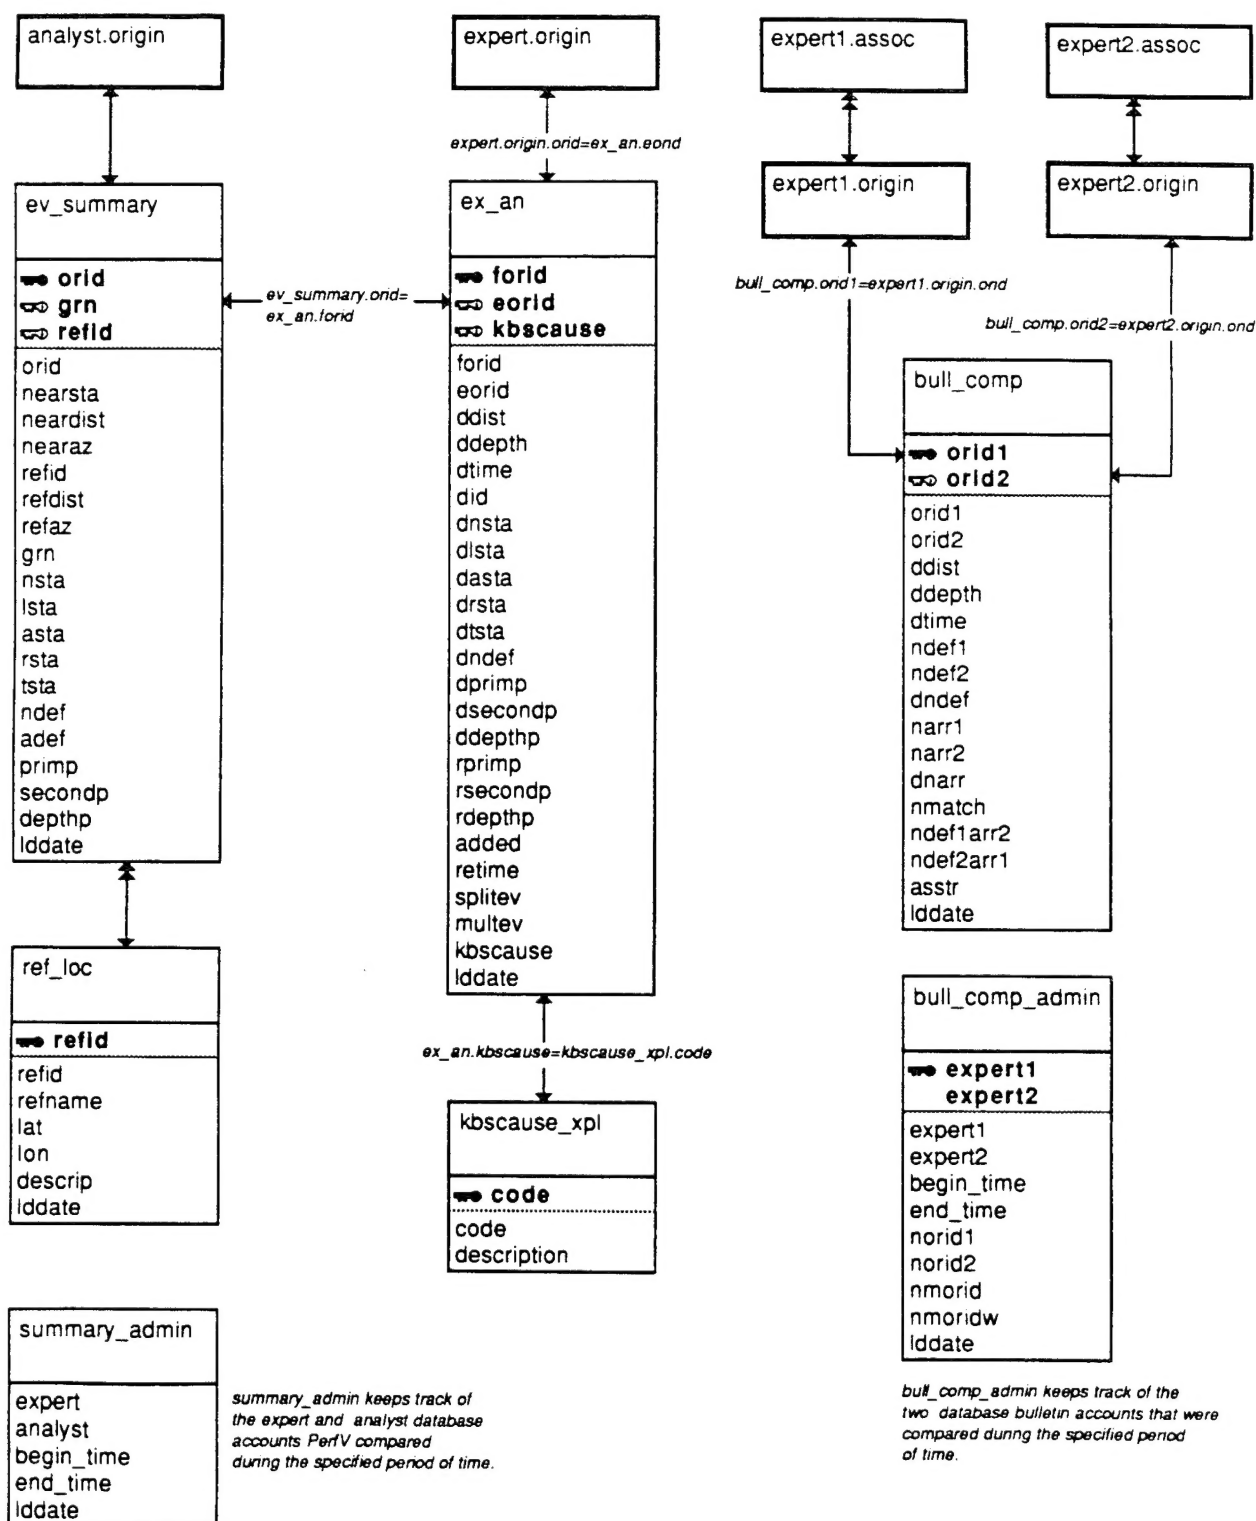 analyst.origin
expert.origin
expert1.assoc
expert2.assoc
expert.origin.orid=ex_an.eorid
expert1.origin
expert2.origin
ev_summary
orid
grn
refid
orid
nearsta
neardist
nearaz
refid
refdist
refaz
grn
nsta
lsta
asta
rsta
tsta
ndef
adef
primp
secondp
depthp
lddate
ev_summary.orid=
ex_an.forid
ex_an
forid
eorid
kbscause
forid
eorid
ddist
ddepth
dtime
did
dnsta
dlsta
dasta
drsta
dtsta
dndef
dprimp
dsecondp
ddepthp
rprimp
rsecondp
rdepthp
added
retime
splitev
multev
kbscause
lddate
bull_comp.orid1=expert1.origin.orid
bull_comp.orid2=expert2.origin.orid
bull_comp
orid1
orid2
orid1
orid2
ddist
ddepth
dtime
ndef1
ndef2
dndef
narr1
narr2
dnarr
nmatch
ndef1arr2
ndef2arr1
asstr
lddate
ref_loc
refid
refid
refname
lat
lon
descrip
lddate
ex_an.kbscause=kbscause_xpl.code
kbscause_xpl
code
code
description
bull_comp_admin
expert1
expert2
expert1
expert2
begin_time
end_time
norid1
norid2
nmorid
nmoridw
lddate
summary_admin
expert
analyst
begin_time
end_time
lddate
summary_admin keeps track of
the expert and analyst database
accounts PerfV compared
during the specified period of time.
bull_comp_admin keeps track of the
two database bulletin accounts that were
compared during the specified period
of time.